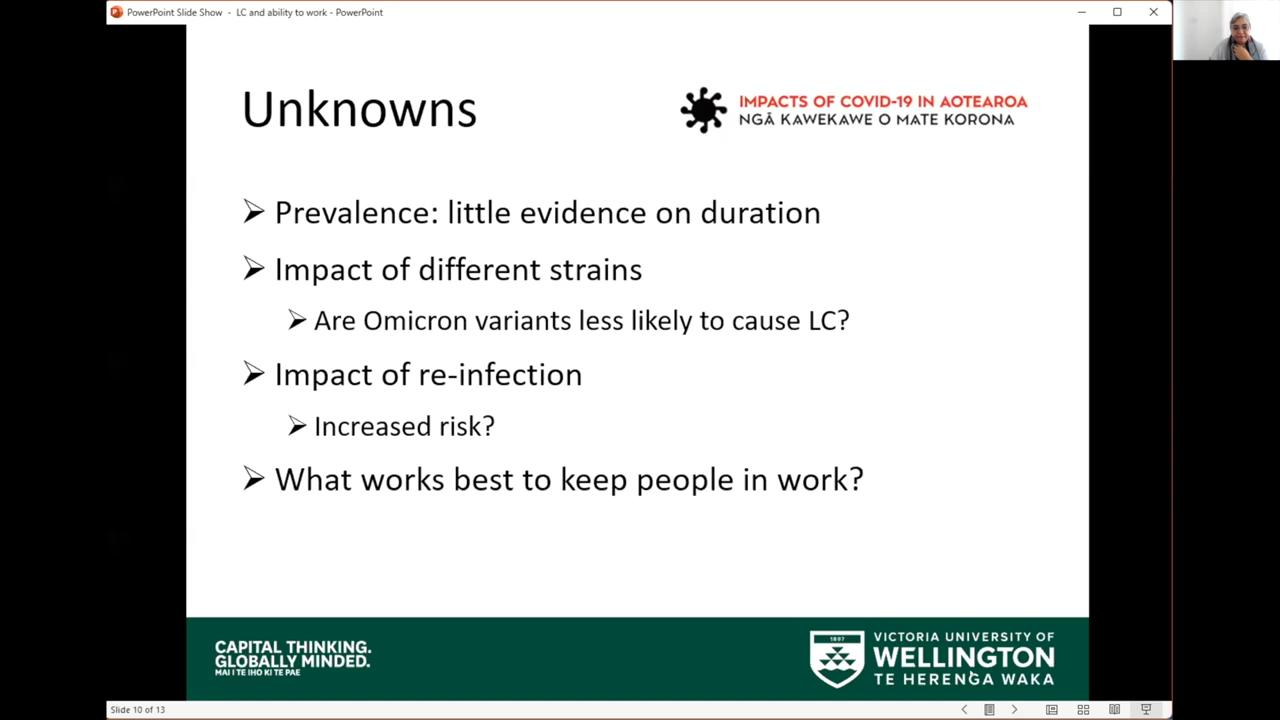 PowerPoint Slide Show - LC and ability to work - PowerPoint
Unknowns
IMPACTS OF COVID-19 IN AOTEAROA
NGĀ KAWEKAWE O MATE KORONA
Prevalence: little evidence on duration
Impact of different strains
Are Omicron variants less likely to cause LC?
Impact of re-infection
Increased risk?
What works best to keep people in work?
CAPITAL THINKING.
GLOBALLY MINDED.
MAI I TE IHO KI TE PAE
1897
VICTORIA UNIVERSITY OF
WELLINGTON
TE HERENGA WAKA
Slide 10 of 13